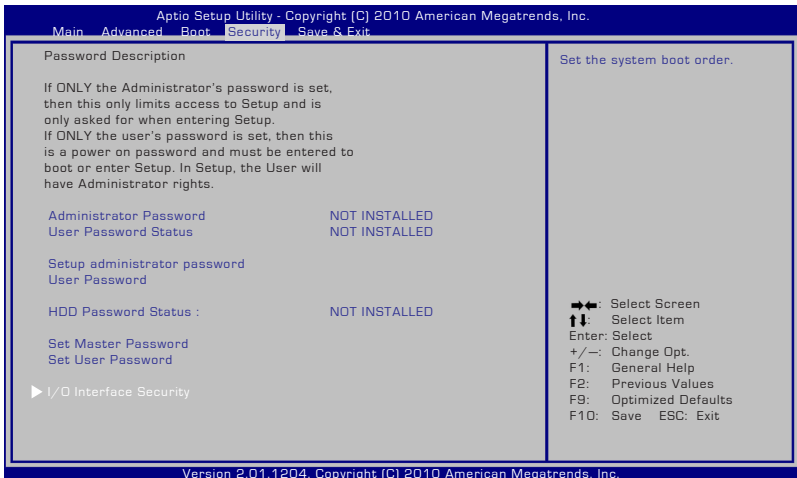 Aptio Setup Utility - Copyright (C) 2010 American Megatrends, Inc.
Main Advanced Boot Security Save & Exit
Password Description
If ONLY the Administrator's password is set,
then this only limits access to Setup and is
only asked for when entering Setup.
If ONLY the user's password is set, then this
is a power on password and must be entered to
boot or enter Setup. In Setup, the User will
have Administrator rights.
Administrator Password NOT INSTALLED
User Password Status NOT INSTALLED
Setup administrator password
User Password
HDD Password Status : NOT INSTALLED
Set Master Password
Set User Password
I/O Interface Security
Set the system boot order.
→←: Select Screen
↑↓: Select Item
Enter: Select
+/—: Change Opt.
F1: General Help
F2: Previous Values
F9: Optimized Defaults
F10: Save ESC: Exit
Version 2.01.1204. Copyright (C) 2010 American Megatrends, Inc.